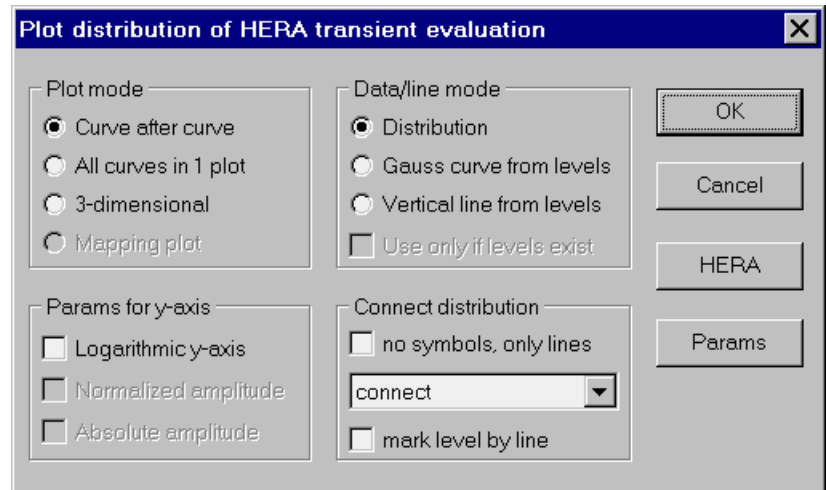 Plot distribution of HERA transient evaluation
Plot mode
Curve after curve
All curves in 1 plot
3-dimensional
Mapping plot
Data/line mode
Distribution
Gauss curve from levels
Vertical line from levels
Use only if levels exist
OK
Cancel
HERA
Params
Params for y-axis
Logarithmic y-axis
Normalized amplitude
Absolute amplitude
Connect distribution
no symbols, only lines
connect
mark level by line